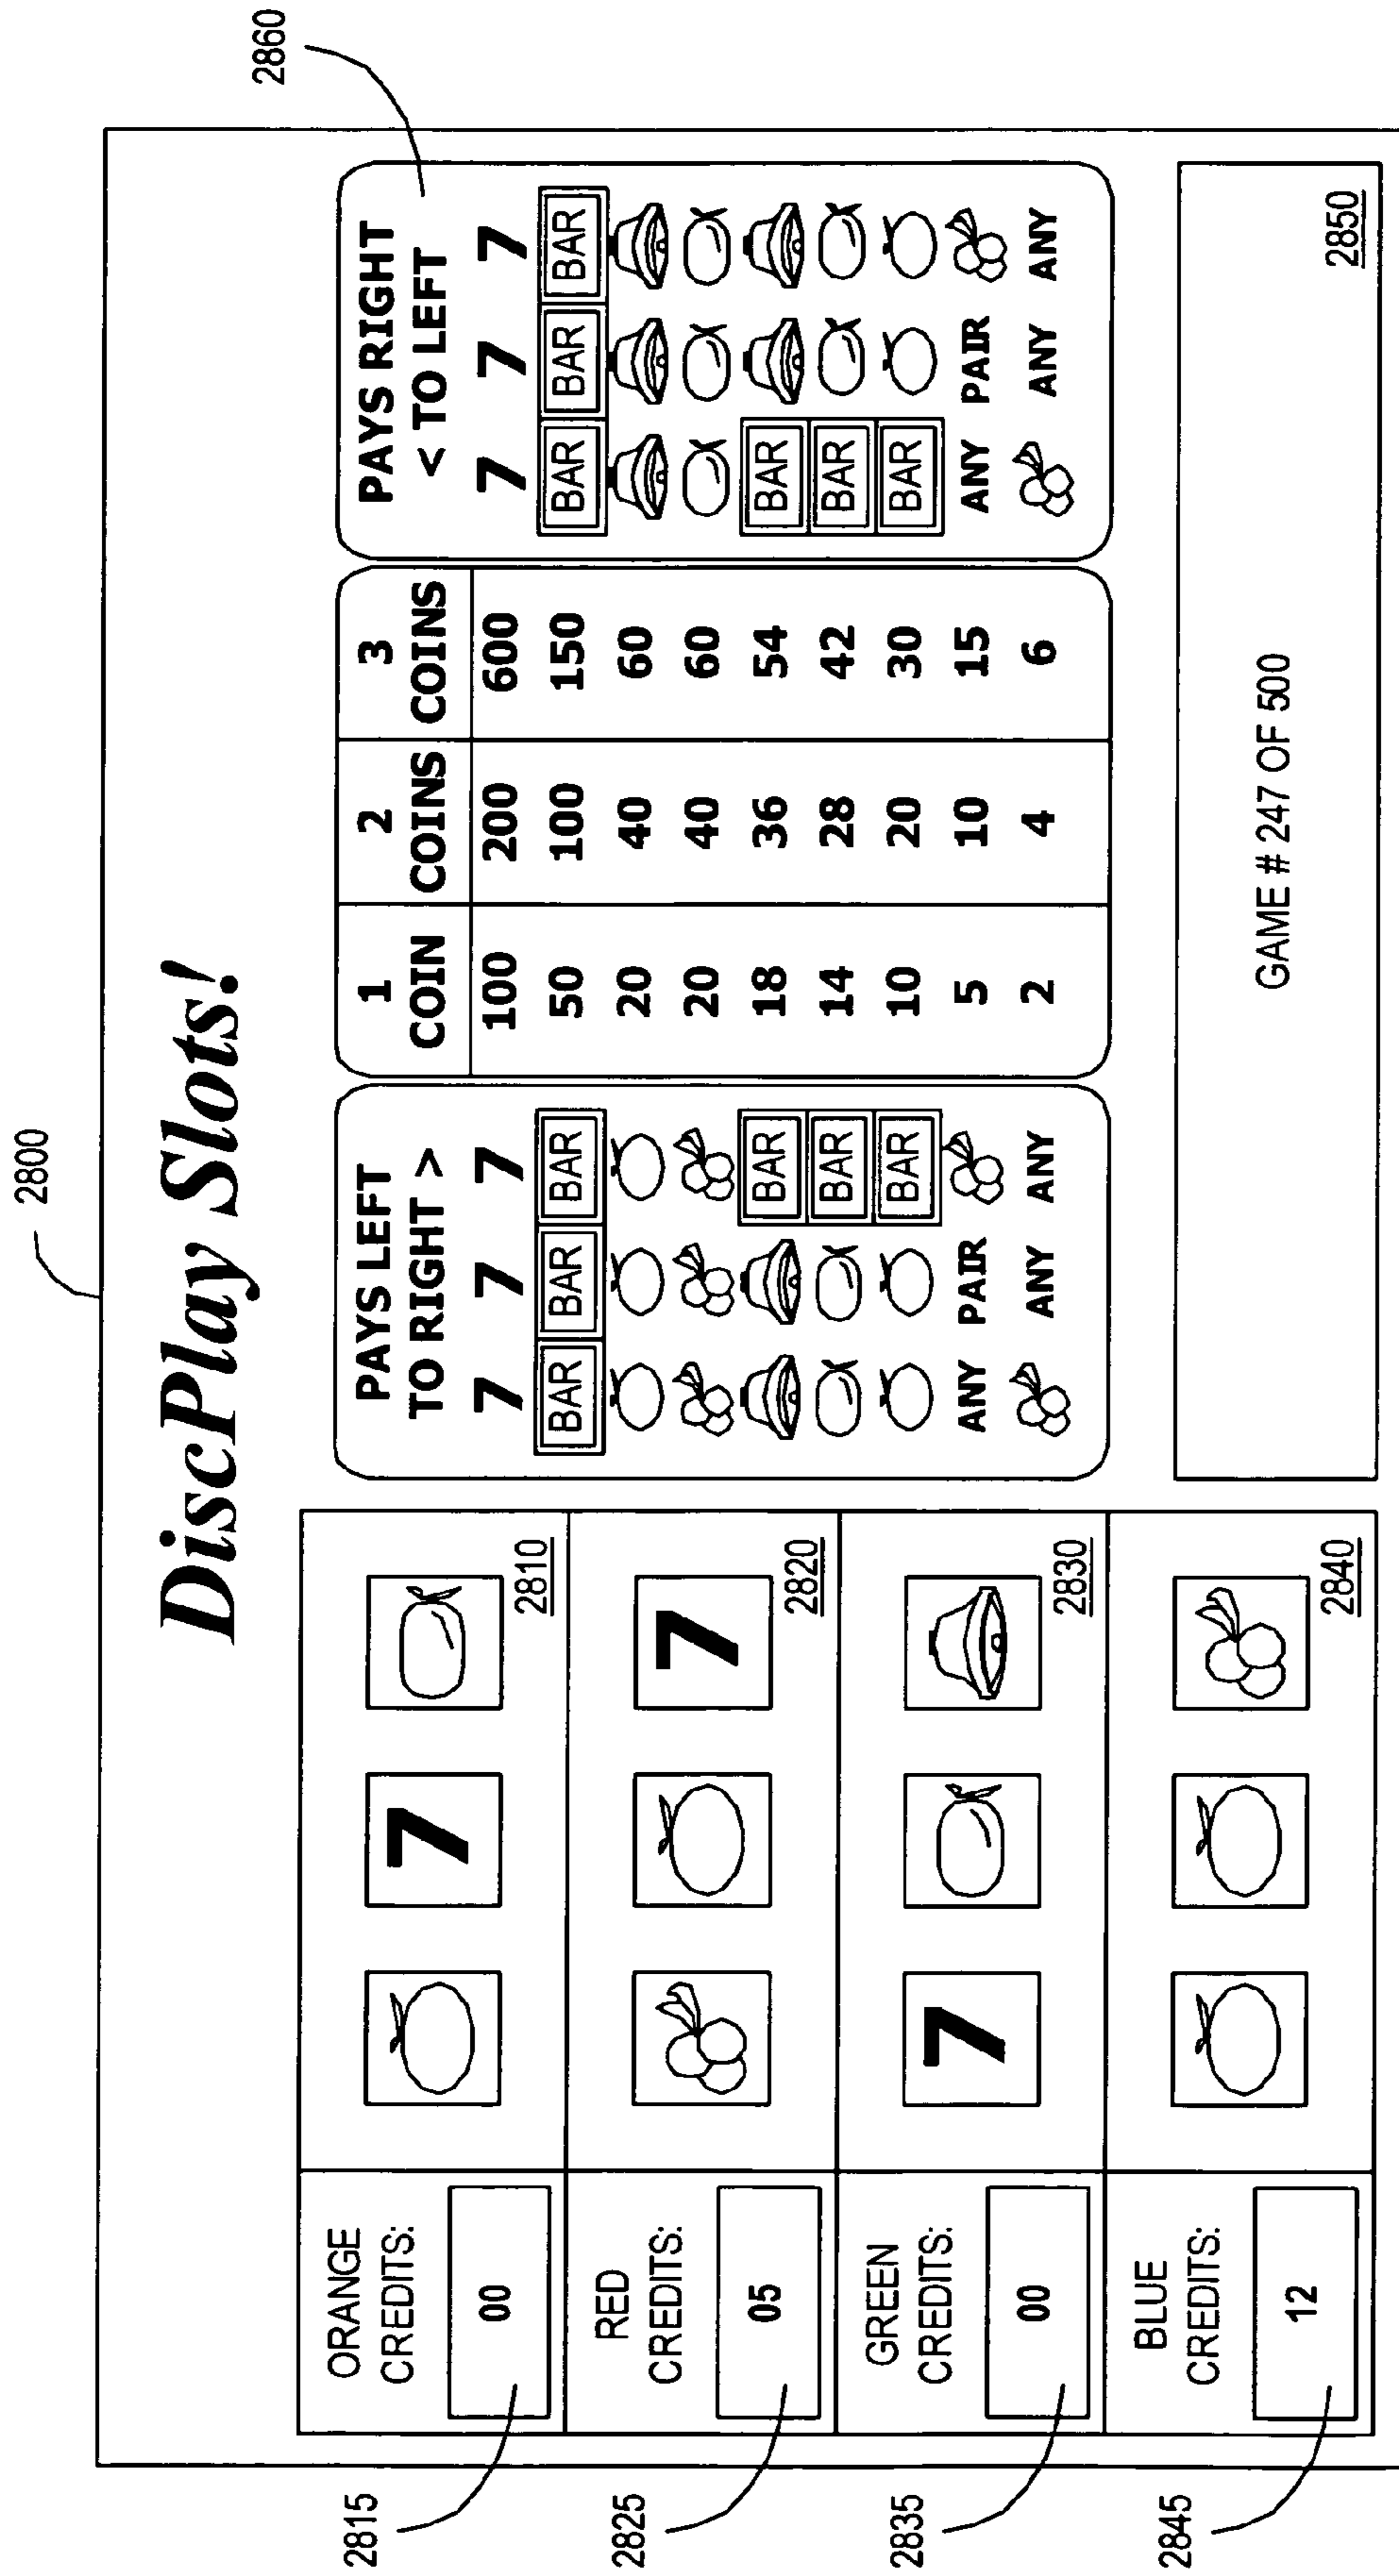 2800
DiscPlay Slots!
2860
ORANGE
CREDITS:
00
2815
7
2810
RED
CREDITS:
05
2825
7
2820
GREEN
CREDITS:
00
2835
7
2830
BLUE
CREDITS:
12
2845
2840
PAYS LEFT
TO RIGHT >
7 7 7
BAR BAR BAR
BAR
BAR
BAR
ANY PAIR
ANY ANY
1 COIN 2 COINS 3 COINS
100 200 600
50 100 150
20 40 60
20 40 60
18 36 54
14 28 42
10 20 30
5 10 15
2 4 6
PAYS RIGHT
< TO LEFT
7 7 7
BAR BAR BAR
BAR
BAR
BAR
ANY PAIR
ANY ANY
GAME # 247 OF 500
2850